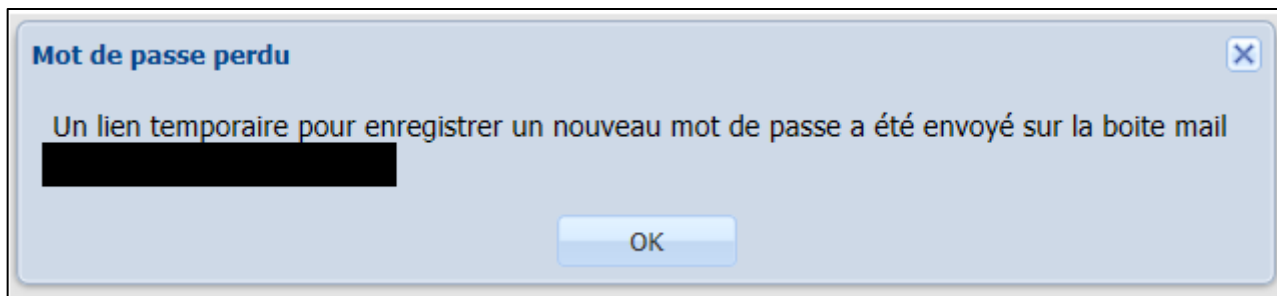 Mot de passe perdu
Un lien temporaire pour enregistrer un nouveau mot de passe a été envoyé sur la boite mail
OK